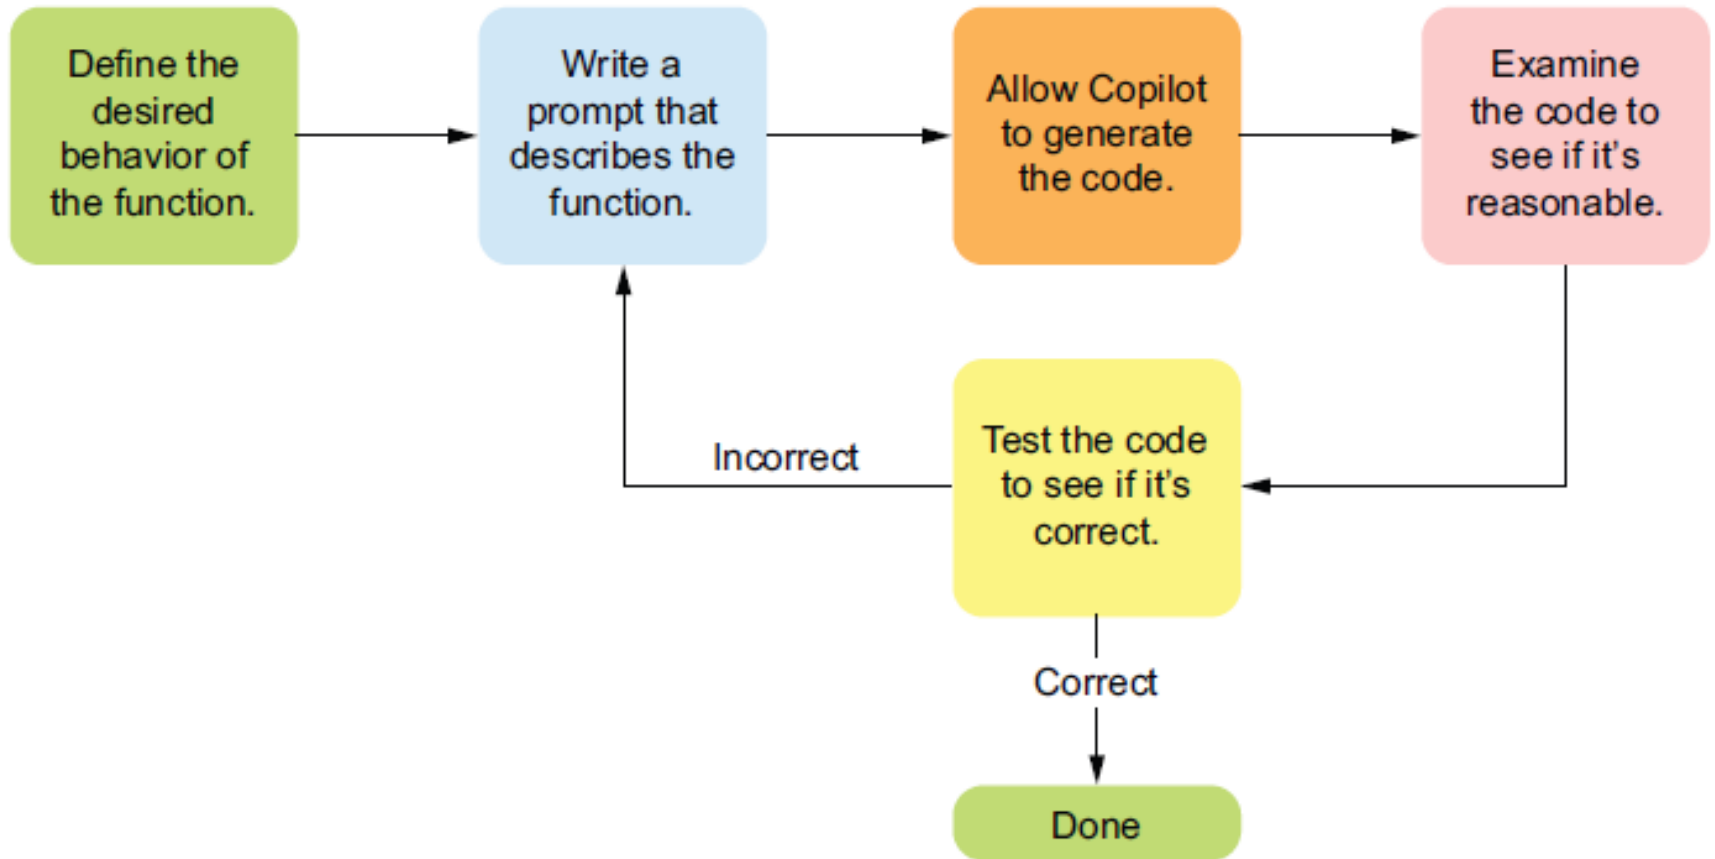 Define the
desired
behavior of
the function.
Write a
prompt that
describes the
function.
Allow Copilot
to generate
the code.
Examine
the code to
see if it's
reasonable.
Test the code
to see if it's
correct.
Incorrect
Correct
Done